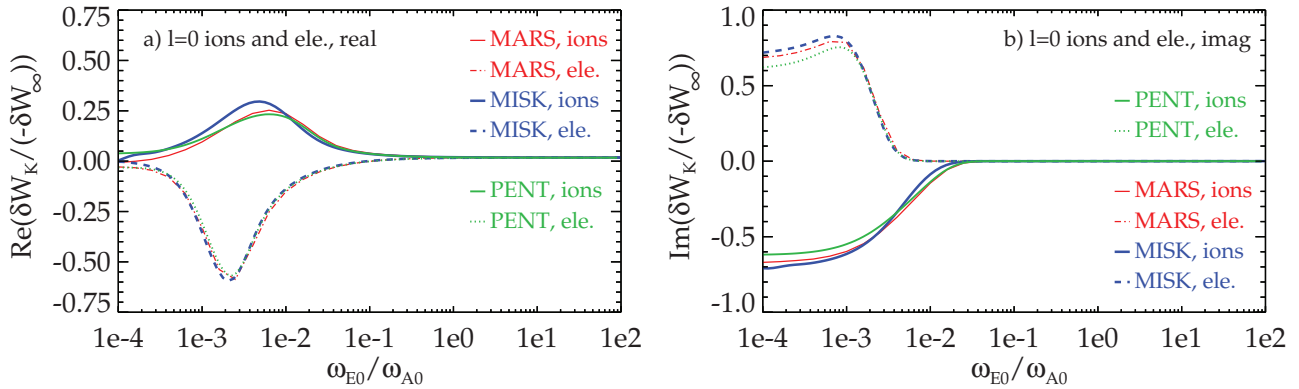 a) l=0 ions and ele., real
MARS, ions
MARS, ele.
MISK, ions
MISK, ele.
PENT, ions
PENT, ele.
0.75
0.50
0.25
0.00
-0.25
-0.50
-0.75
Re(δW_K/(-δW_∞))
1e-4 1e-3 1e-2 1e-1 1e0 1e1 1e2
ω_E0/ω_A0
b) l=0 ions and ele., imag
PENT, ions
PENT, ele.
MARS, ions
MARS, ele.
MISK, ions
MISK, ele.
1.0
0.5
0.0
-0.5
-1.0
Im(δW_K/(-δW_∞))
1e-4 1e-3 1e-2 1e-1 1e0 1e1 1e2
ω_E0/ω_A0